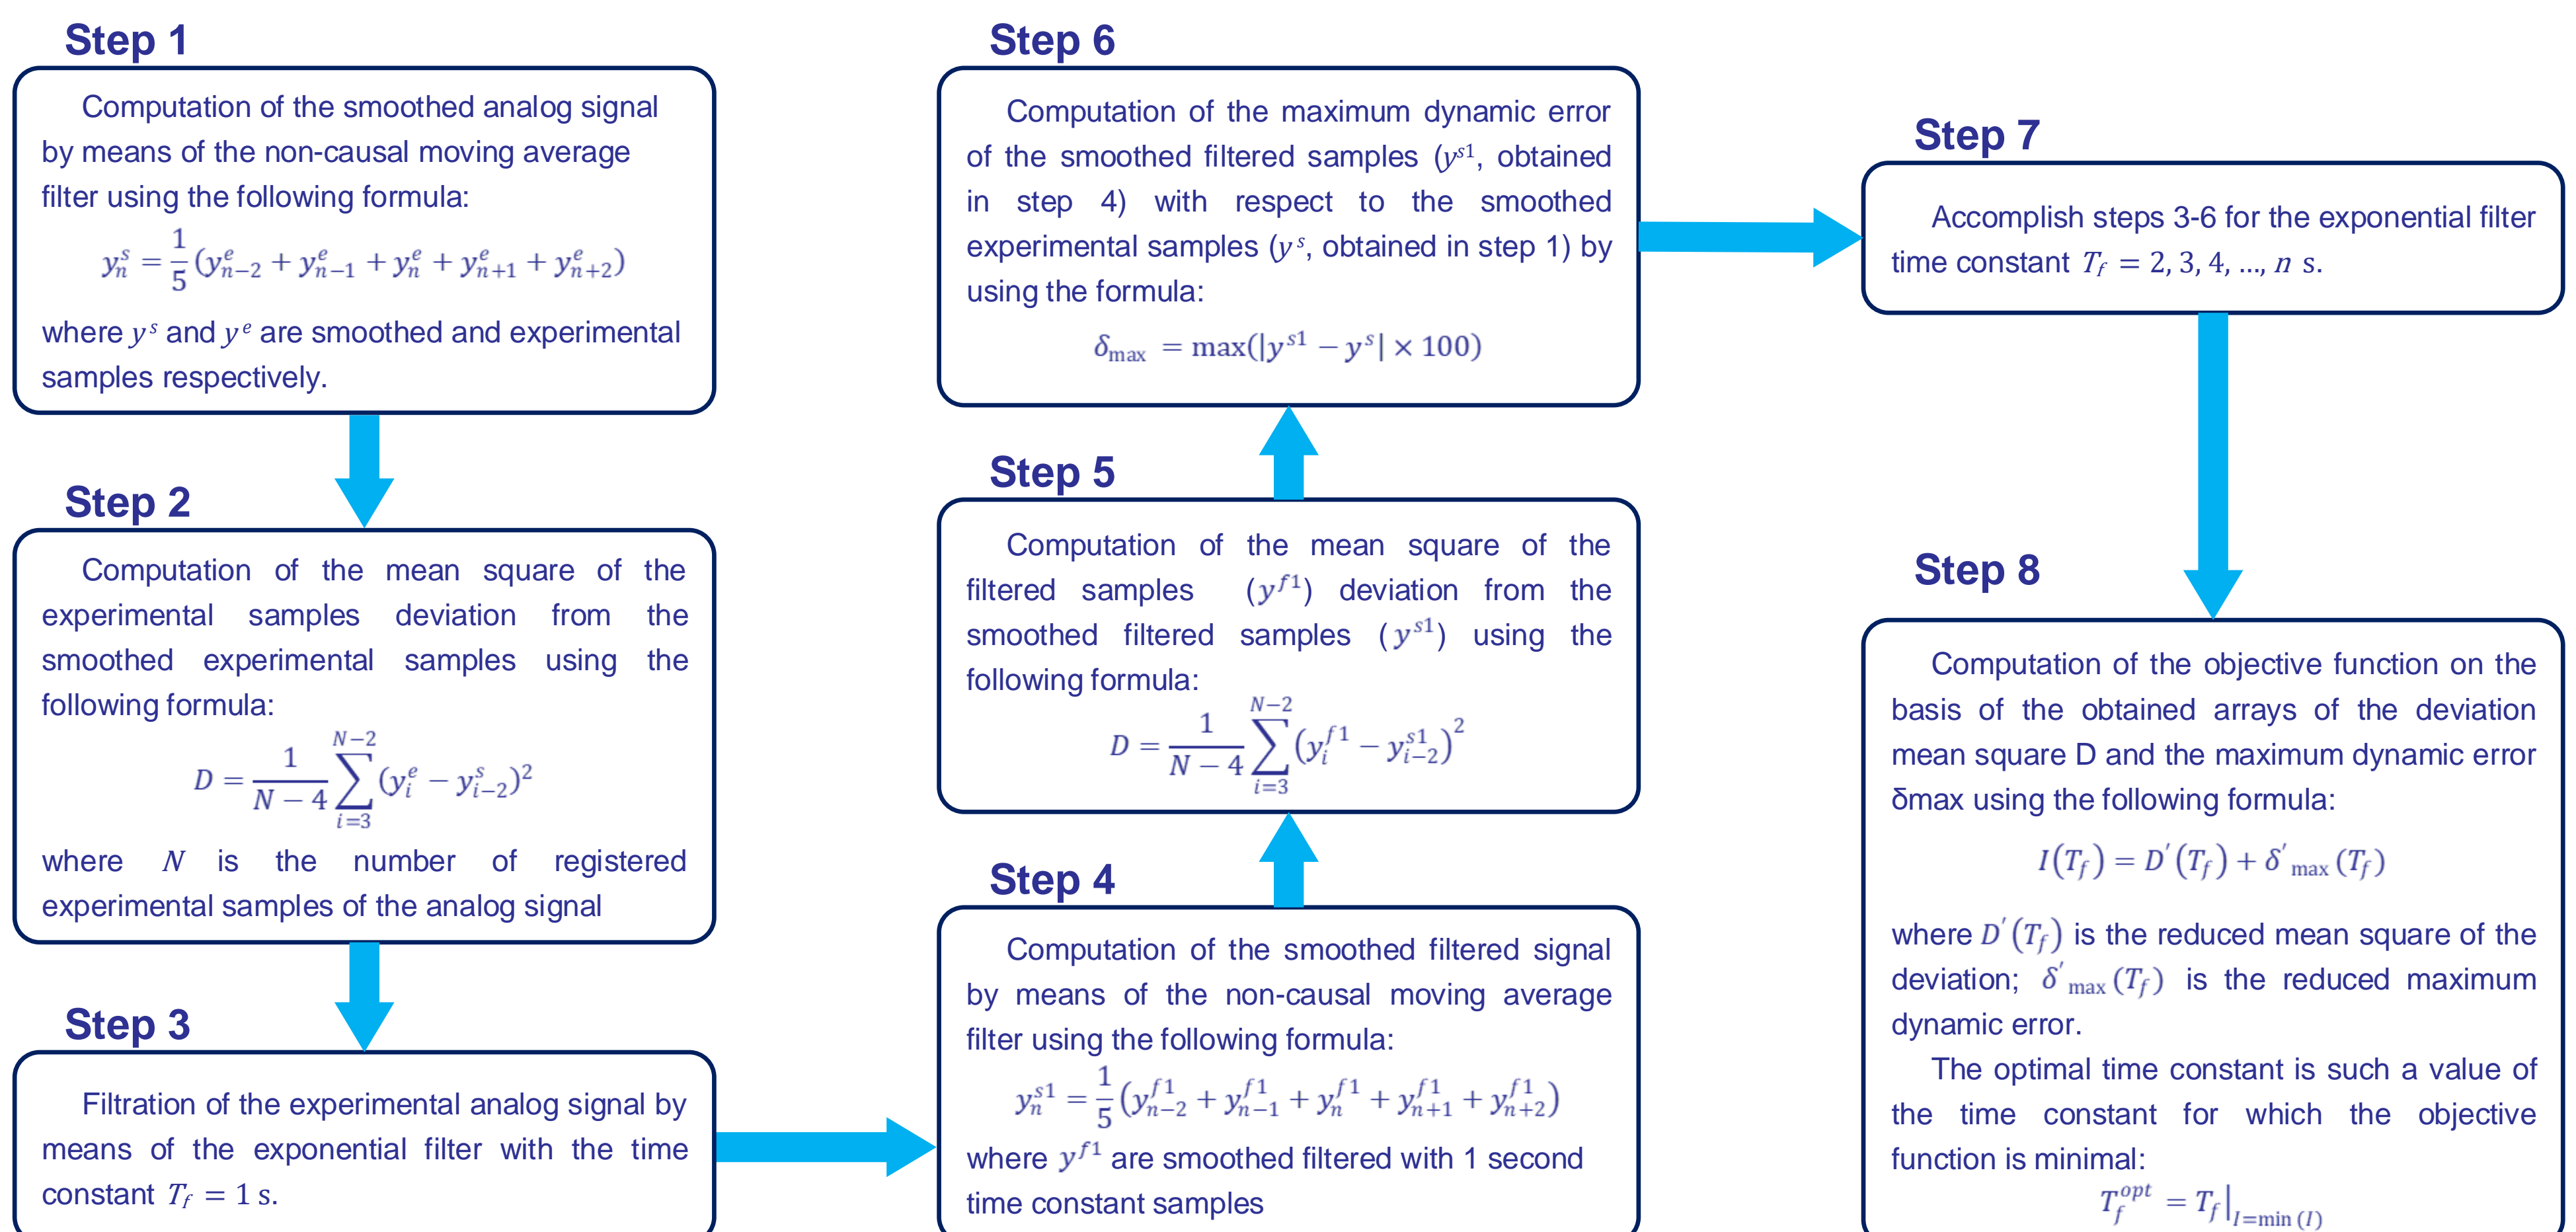 Step 1
Computation of the smoothed analog signal
by means of the non-causal moving average
filter using the following formula:
y_n^s = 1/5 (y_{n−2}^e + y_{n−1}^e + y_n^e + y_{n+1}^e + y_{n+2}^e)
where y^s and y^e are smoothed and experimental
samples respectively.
Step 2
Computation of the mean square of the
experimental samples deviation from the
smoothed experimental samples using the
following formula:
D = 1/(N − 4) ∑_{i=3}^{N−2} (y_i^e − y_{i−2}^s)^2
where N is the number of registered
experimental samples of the analog signal
Step 3
Filtration of the experimental analog signal by
means of the exponential filter with the time
constant T_f = 1 s.
Step 4
Computation of the smoothed filtered signal
by means of the non-causal moving average
filter using the following formula:
y_n^{s1} = 1/5 (y_{n−2}^{f1} + y_{n−1}^{f1} + y_n^{f1} + y_{n+1}^{f1} + y_{n+2}^{f1})
where y^{f1} are smoothed filtered with 1 second
time constant samples
Step 5
Computation of the mean square of the
filtered samples (y^{f1}) deviation from the
smoothed filtered samples (y^{s1}) using the
following formula:
D = 1/(N − 4) ∑_{i=3}^{N−2} (y_i^{f1} − y_{i−2}^{s1})^2
Step 6
Computation of the maximum dynamic error
of the smoothed filtered samples (y^{s1}, obtained
in step 4) with respect to the smoothed
experimental samples (y^s, obtained in step 1) by
using the formula:
δ_max = max(|y^{s1} − y^s| × 100)
Step 7
Accomplish steps 3-6 for the exponential filter
time constant T_f = 2, 3, 4, ..., n s.
Step 8
Computation of the objective function on the
basis of the obtained arrays of the deviation
mean square D and the maximum dynamic error
δmax using the following formula:
I(T_f) = D′(T_f) + δ′_max (T_f)
where D′(T_f) is the reduced mean square of the
deviation; δ′_max (T_f) is the reduced maximum
dynamic error.
The optimal time constant is such a value of
the time constant for which the objective
function is minimal:
T_f^{opt} = T_f|_{I=min (I)}